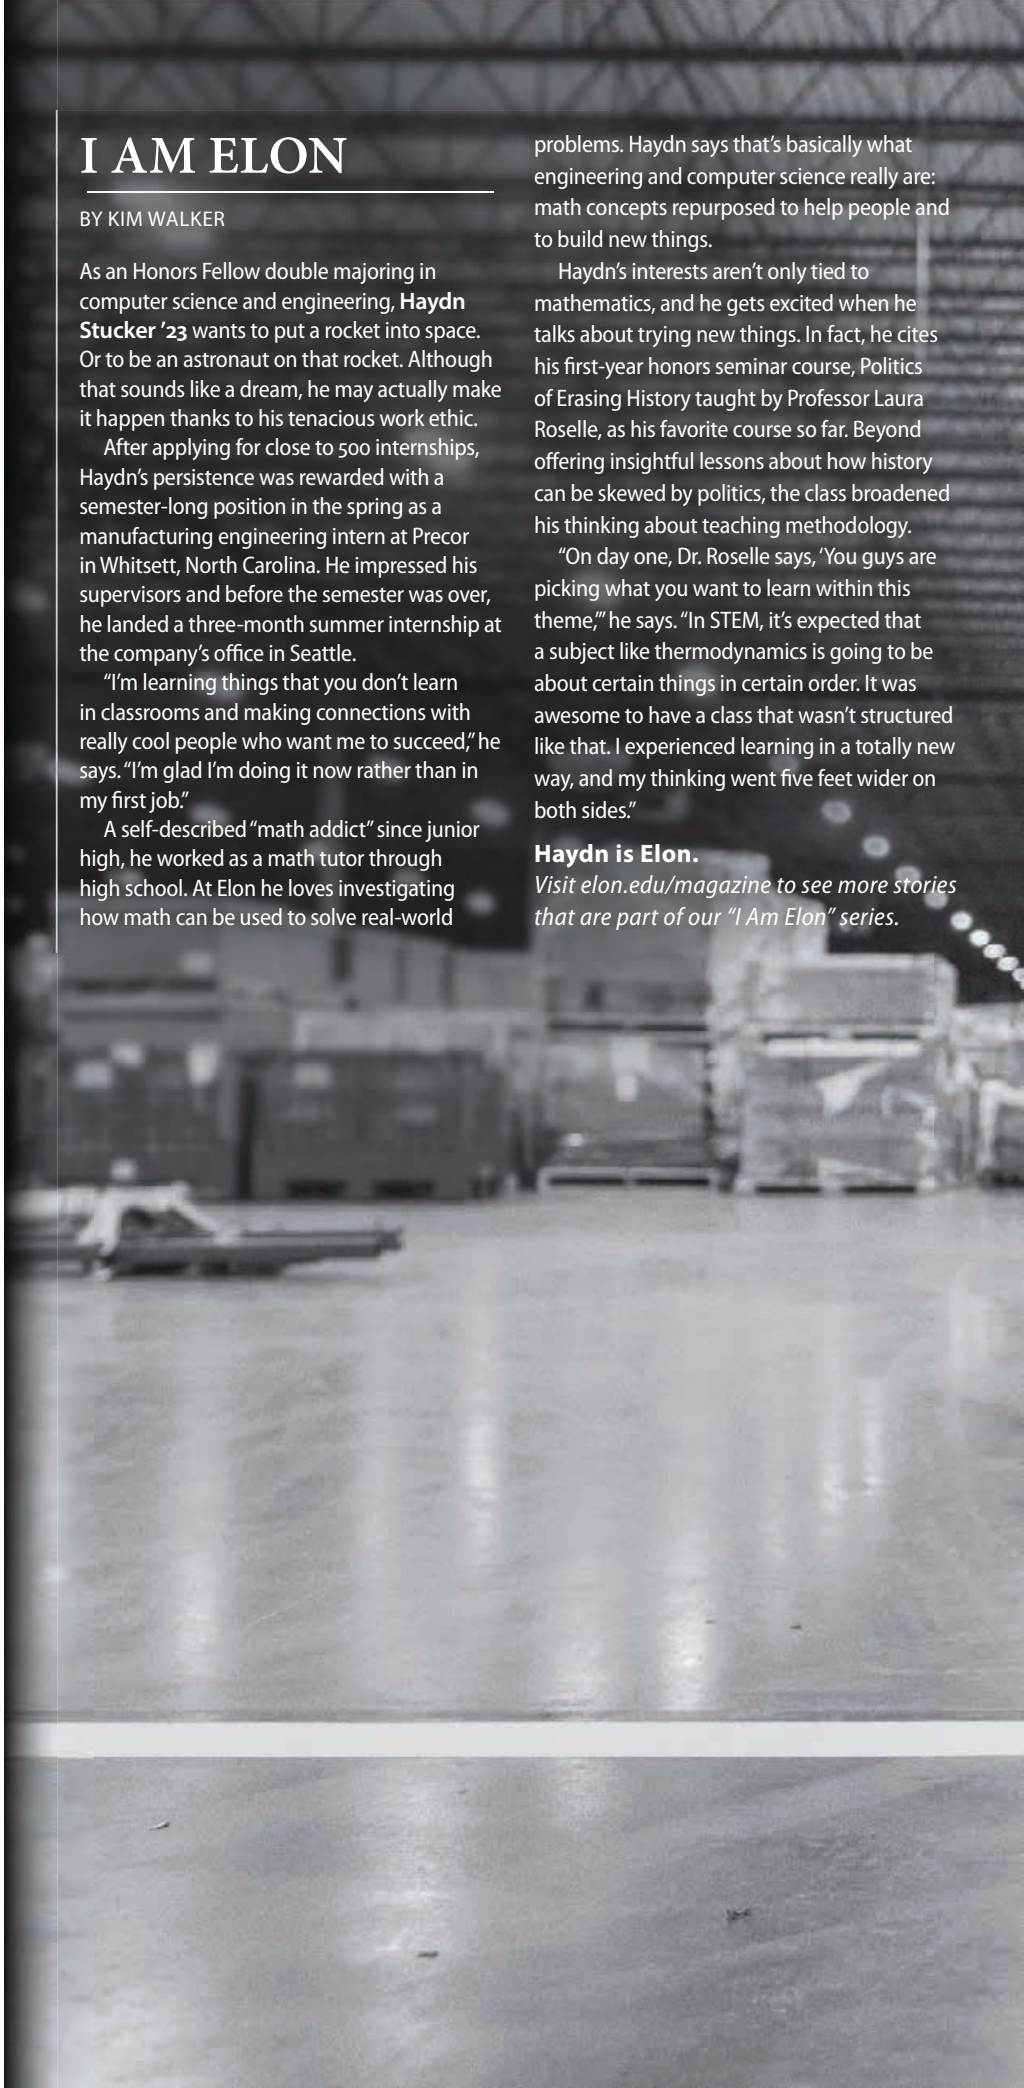 I AM ELON
BY KIM WALKER
As an Honors Fellow double majoring in
computer science and engineering, Haydn
Stucker ’23 wants to put a rocket into space.
Or to be an astronaut on that rocket. Although
that sounds like a dream, he may actually make
it happen thanks to his tenacious work ethic.
After applying for close to 500 internships,
Haydn’s persistence was rewarded with a
semester-long position in the spring as a
manufacturing engineering intern at Precor
in Whitsett, North Carolina. He impressed his
supervisors and before the semester was over,
he landed a three-month summer internship at
the company’s office in Seattle.
“I’m learning things that you don’t learn
in classrooms and making connections with
really cool people who want me to succeed,” he
says. “I’m glad I’m doing it now rather than in
my first job.”
A self-described “math addict” since junior
high, he worked as a math tutor through
high school. At Elon he loves investigating
how math can be used to solve real-world
problems. Haydn says that’s basically what
engineering and computer science really are:
math concepts repurposed to help people and
to build new things.
Haydn’s interests aren’t only tied to
mathematics, and he gets excited when he
talks about trying new things. In fact, he cites
his first-year honors seminar course, Politics
of Erasing History taught by Professor Laura
Roselle, as his favorite course so far. Beyond
offering insightful lessons about how history
can be skewed by politics, the class broadened
his thinking about teaching methodology.
“On day one, Dr. Roselle says, ‘You guys are
picking what you want to learn within this
theme,’” he says. “In STEM, it’s expected that
a subject like thermodynamics is going to be
about certain things in certain order. It was
awesome to have a class that wasn’t structured
like that. I experienced learning in a totally new
way, and my thinking went five feet wider on
both sides.”
Haydn is Elon.
Visit elon.edu/magazine to see more stories
that are part of our “I Am Elon” series.